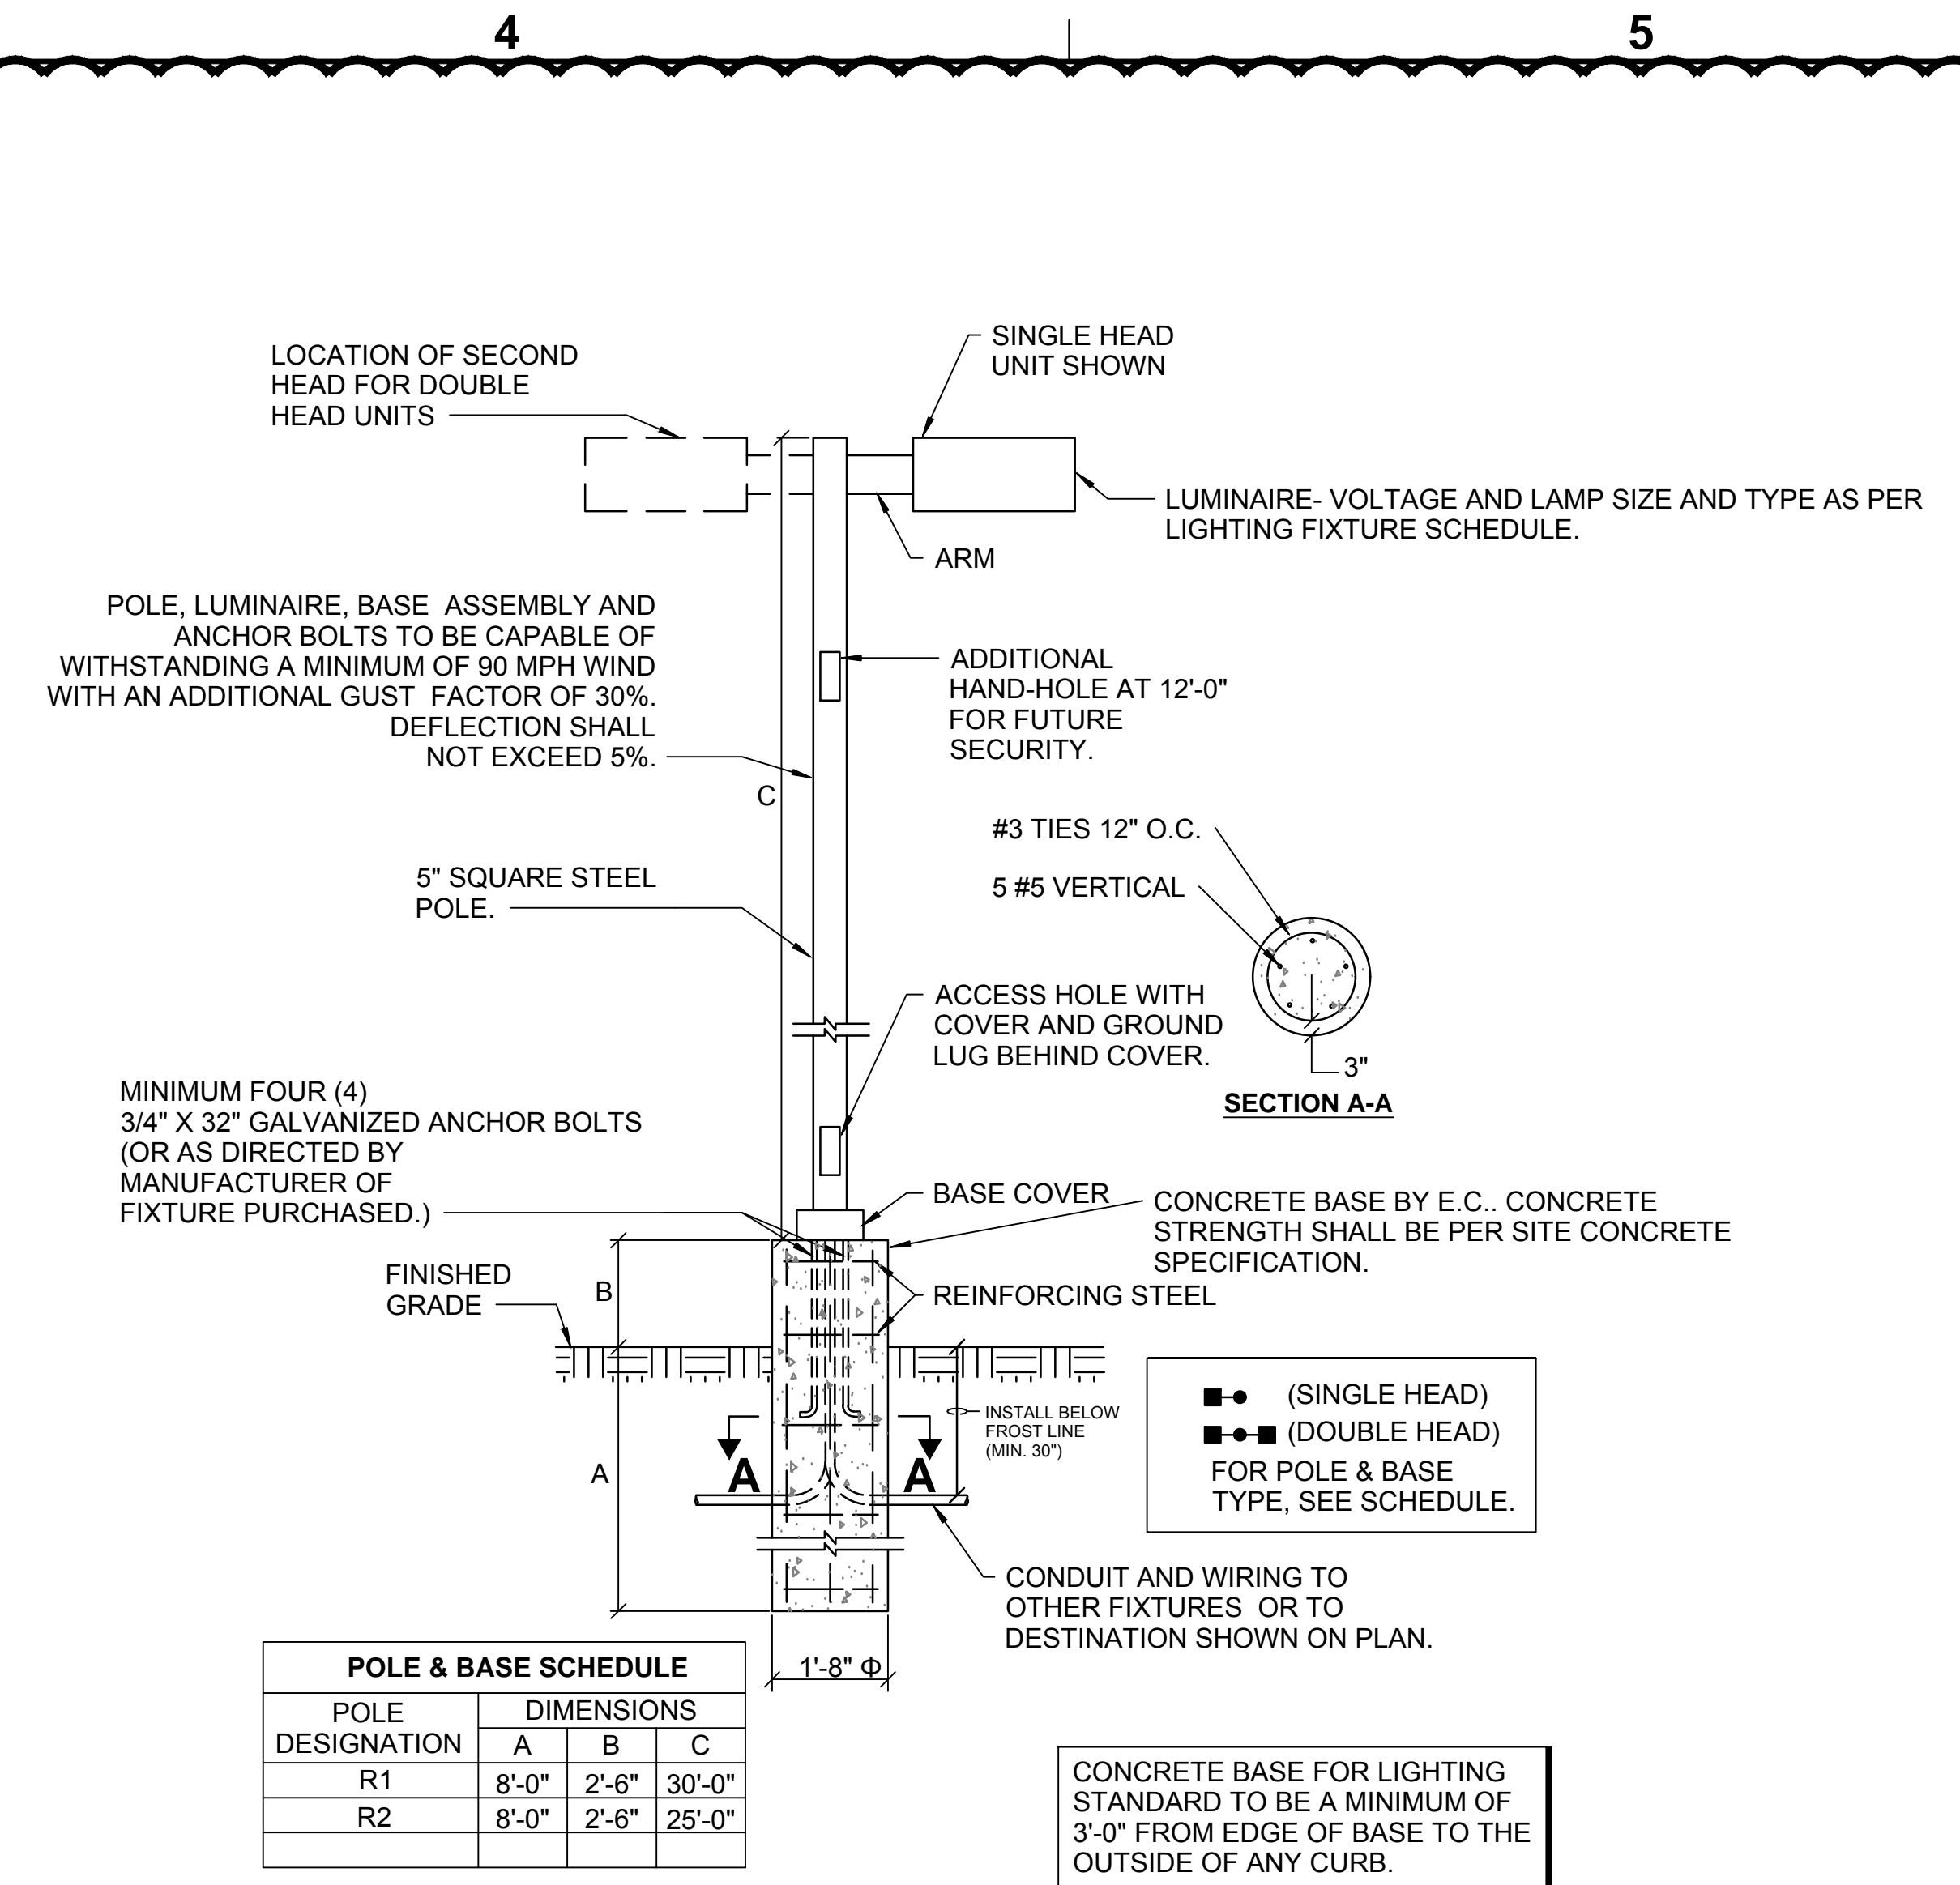 4
5
LOCATION OF SECOND
HEAD FOR DOUBLE
HEAD UNITS
SINGLE HEAD
UNIT SHOWN
LUMINAIRE- VOLTAGE AND LAMP SIZE AND TYPE AS PER
LIGHTING FIXTURE SCHEDULE.
ARM
POLE, LUMINAIRE, BASE ASSEMBLY AND
ANCHOR BOLTS TO BE CAPABLE OF
WITHSTANDING A MINIMUM OF 90 MPH WIND
WITH AN ADDITIONAL GUST FACTOR OF 30%.
DEFLECTION SHALL
NOT EXCEED 5%.
ADDITIONAL
HAND-HOLE AT 12'-0"
FOR FUTURE
SECURITY.
C
#3 TIES 12" O.C.
5 #5 VERTICAL
5" SQUARE STEEL
POLE.
ACCESS HOLE WITH
COVER AND GROUND
LUG BEHIND COVER.
3"
SECTION A-A
MINIMUM FOUR (4)
3/4" X 32" GALVANIZED ANCHOR BOLTS
(OR AS DIRECTED BY
MANUFACTURER OF
FIXTURE PURCHASED.)
BASE COVER
CONCRETE BASE BY E.C.. CONCRETE
STRENGTH SHALL BE PER SITE CONCRETE
SPECIFICATION.
FINISHED
GRADE
B
REINFORCING STEEL
INSTALL BELOW
FROST LINE
(MIN. 30")
A
A
A
(SINGLE HEAD)
(DOUBLE HEAD)
FOR POLE & BASE
TYPE, SEE SCHEDULE.
CONDUIT AND WIRING TO
OTHER FIXTURES OR TO
DESTINATION SHOWN ON PLAN.
1'-8" Φ
POLE & BASE SCHEDULE
POLE
DESIGNATION
DIMENSIONS
A B C
R1 8'-0" 2'-6" 30'-0"
R2 8'-0" 2'-6" 25'-0"
CONCRETE BASE FOR LIGHTING
STANDARD TO BE A MINIMUM OF
3'-0" FROM EDGE OF BASE TO THE
OUTSIDE OF ANY CURB.